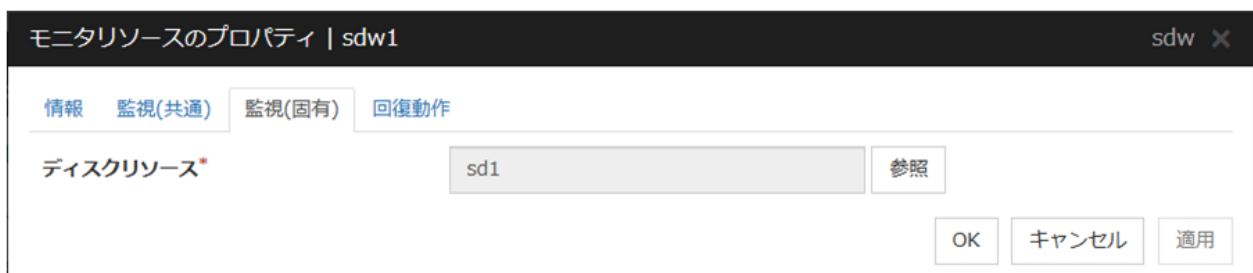 モニタリソースのプロパティ | sdw1 sdw ×
情報 監視(共通) 監視(固有) 回復動作
ディスクリソース* sd1 参照
OK キャンセル 適用